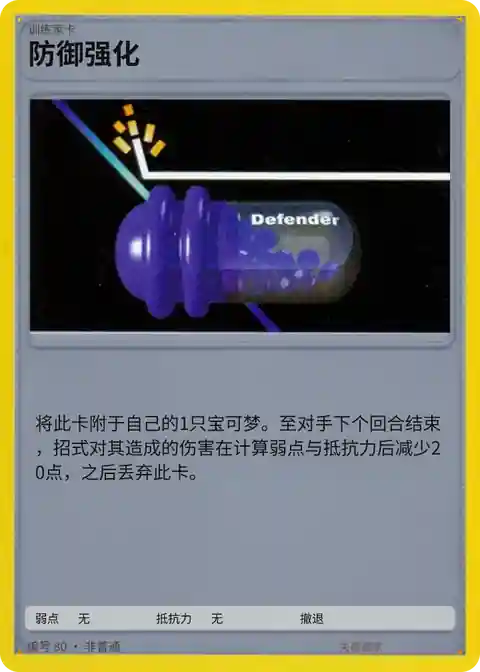 训练家卡
防御强化
Defender
将此卡附于自己的1只宝可梦。至对手下个回合结束
，招式对其造成的伤害在计算弱点与抵抗力后减少2
0点，之后丢弃此卡。
弱点 无 抵抗力 无 撤退
编号 80 · 非普通